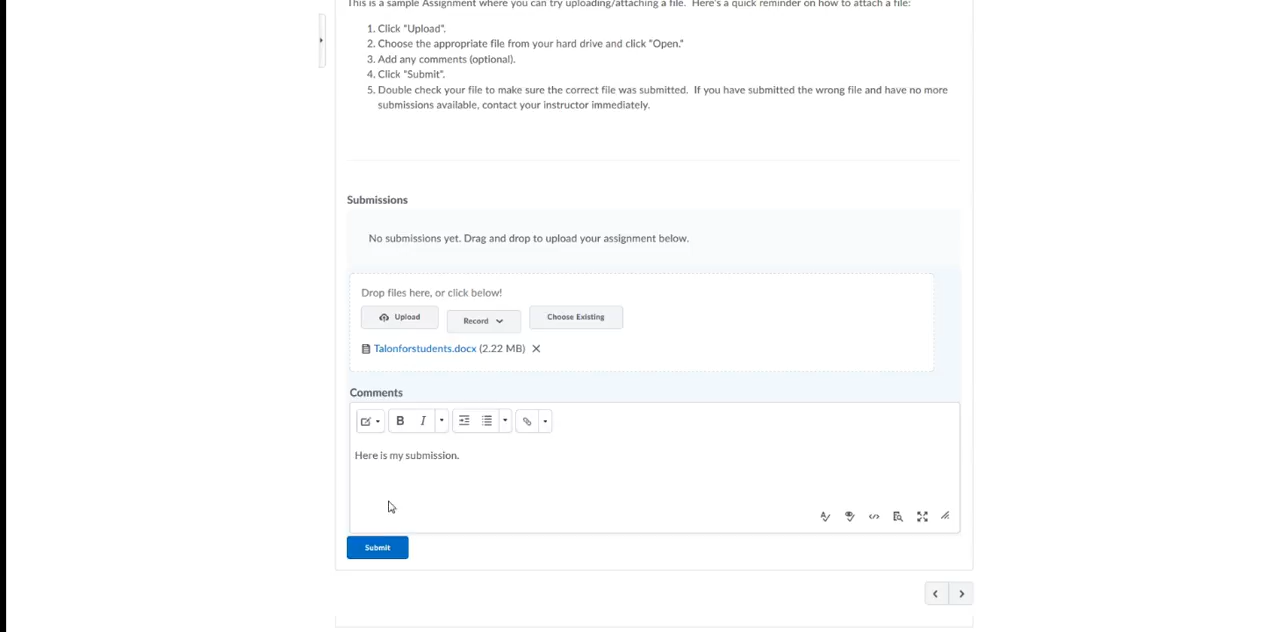 This is a sample Assignment where you can try uploading/attaching a file. Here's a quick reminder on how to attach a file:
1. Click "Upload".
2. Choose the appropriate file from your hard drive and click "Open."
3. Add any comments (optional).
4. Click "Submit".
5. Double check your file to make sure the correct file was submitted. If you have submitted the wrong file and have no more
submissions available, contact your instructor immediately.
Submissions
No submissions yet. Drag and drop to upload your assignment below.
Drop files here, or click below!
Upload Record Choose Existing
Talonforstudents.docx (2.22 MB)
Comments
B I
Here is my submission.
Submit